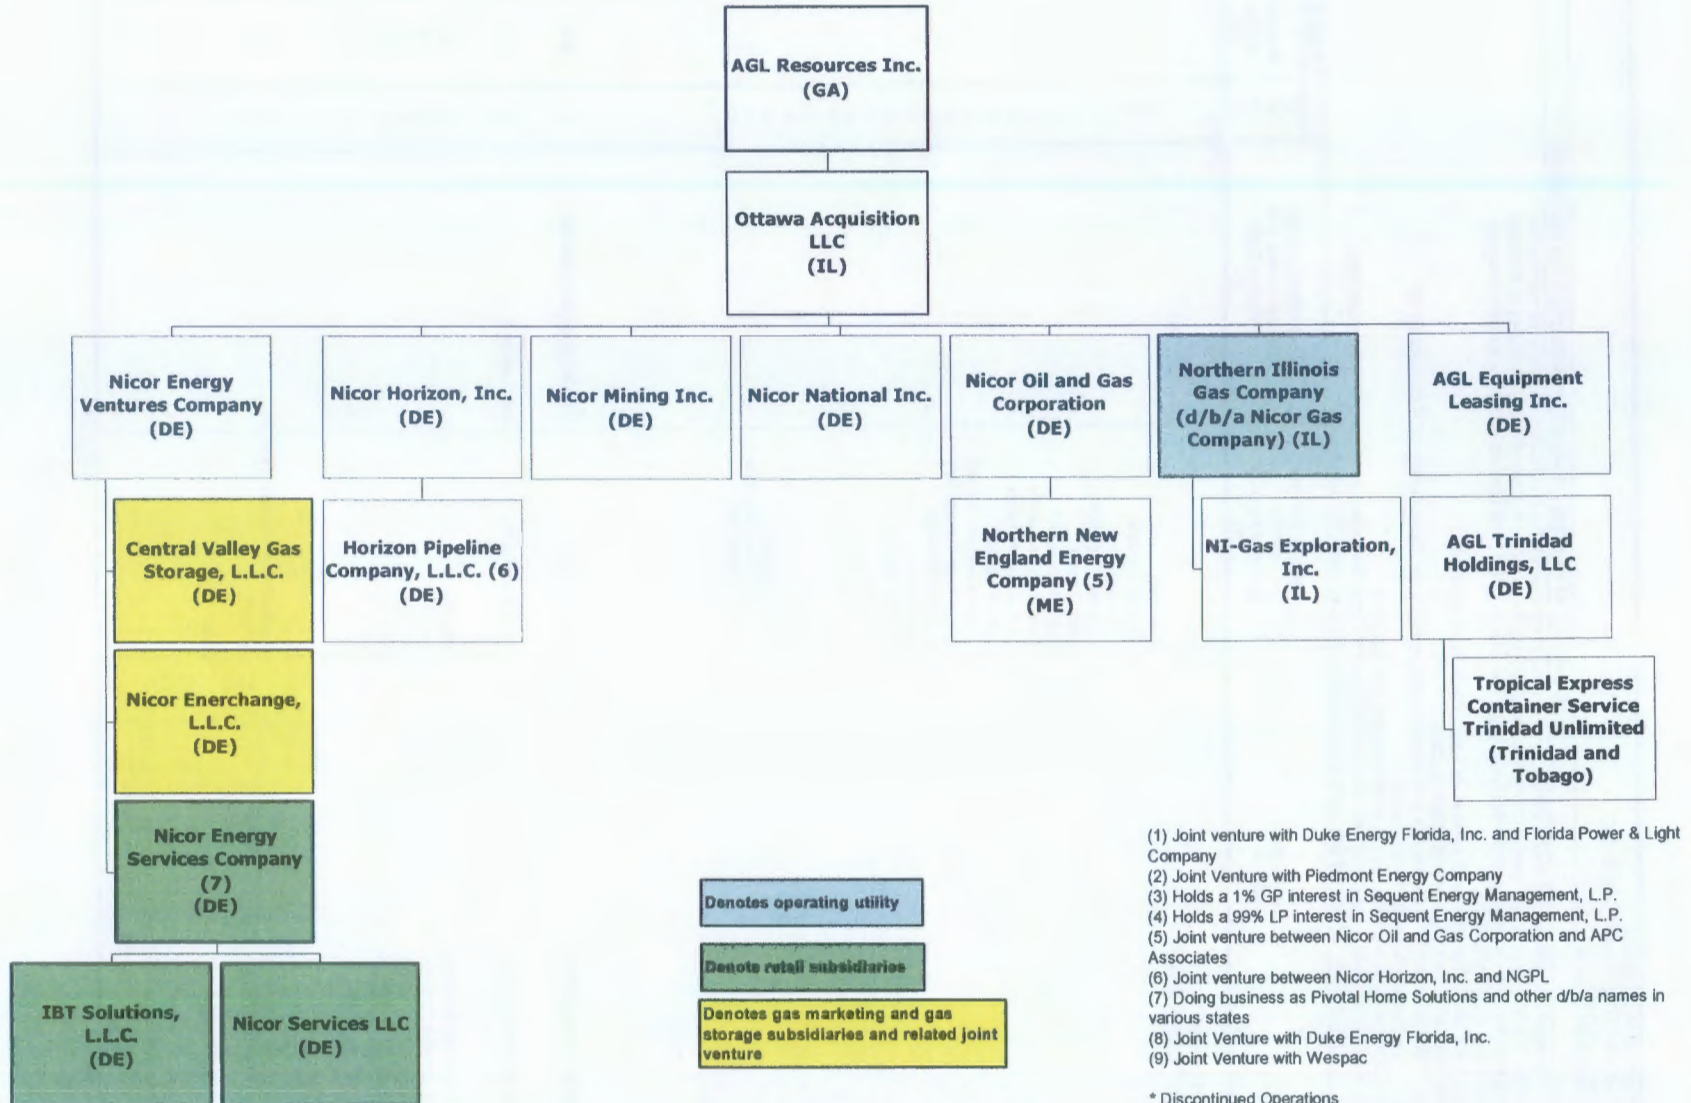 AGL Resources Inc.
(GA)
Ottawa Acquisition
LLC
(IL)
Nicor Energy
Ventures Company
(DE)
Nicor Horizon, Inc.
(DE)
Nicor Mining Inc.
(DE)
Nicor National Inc.
(DE)
Nicor Oil and Gas
Corporation
(DE)
Northern Illinois
Gas Company
(d/b/a Nicor Gas
Company) (IL)
AGL Equipment
Leasing Inc.
(DE)
Central Valley Gas
Storage, L.L.C.
(DE)
Horizon Pipeline
Company, L.L.C. (6)
(DE)
Northern New
England Energy
Company (5)
(ME)
NI-Gas Exploration,
Inc.
(IL)
AGL Trinidad
Holdings, LLC
(DE)
Nicor Enerchange,
L.L.C.
(DE)
Tropical Express
Container Service
Trinidad Unlimited
(Trinidad and
Tobago)
Nicor Energy
Services Company
(7)
(DE)
IBT Solutions,
L.L.C.
(DE)
Nicor Services LLC
(DE)
Denotes operating utility
Denote retail subsidiaries
Denotes gas marketing and gas
storage subsidiaries and related joint
venture
(1) Joint venture with Duke Energy Florida, Inc. and Florida Power & Light
Company
(2) Joint Venture with Piedmont Energy Company
(3) Holds a 1% GP interest in Sequent Energy Management, L.P.
(4) Holds a 99% LP interest in Sequent Energy Management, L.P.
(5) Joint venture between Nicor Oil and Gas Corporation and APC
Associates
(6) Joint venture between Nicor Horizon, Inc. and NGPL
(7) Doing business as Pivotal Home Solutions and other d/b/a names in
various states
(8) Joint Venture with Duke Energy Florida, Inc.
(9) Joint Venture with Wespac
* Discontinued Operations